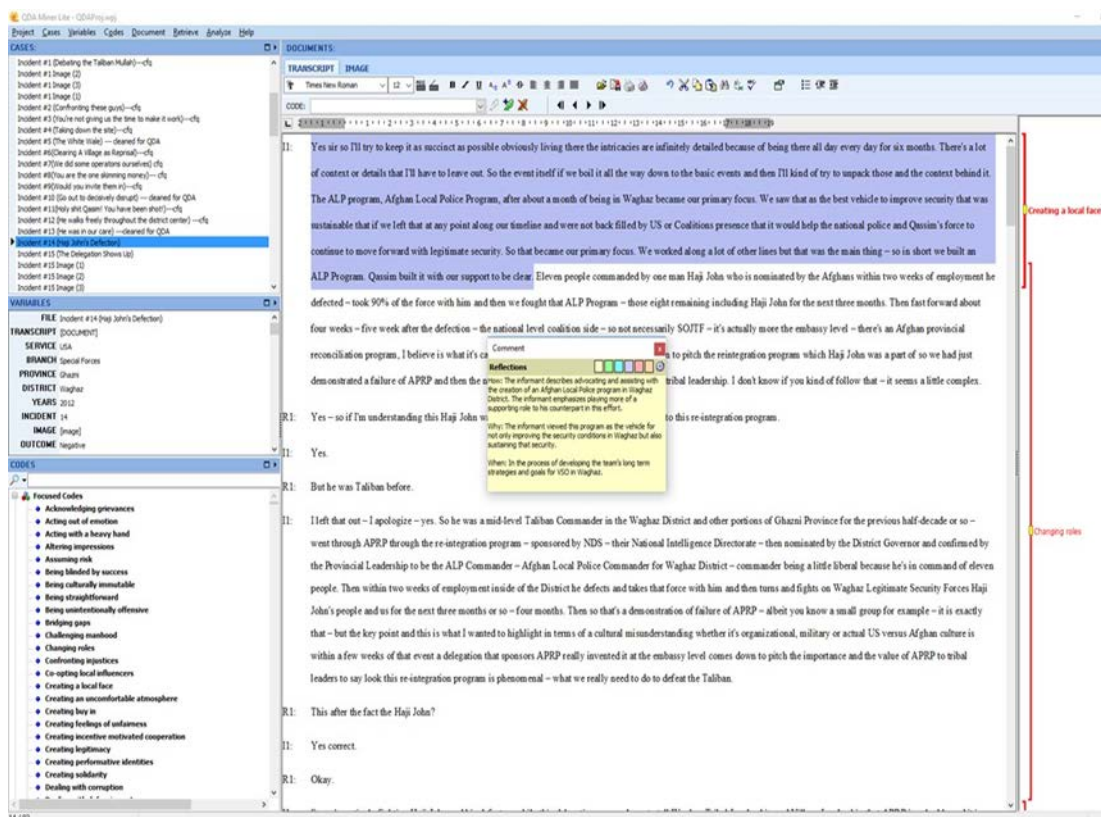 QDA Miner Lite - QDAProj.wpj
Project Cases Variables Codes Document Retrieve Analyze Help
CASES:
Incident #1 (Debating the Taliban Mullah)---cfq
Incident #1 Image (2)
Incident #1 Image (3)
Incident #1 Image (1)
Incident #2 (Confronting these guys)---cfq
Incident #3 (You're not giving us the time to make it work)---cfq
Incident #4 (Taking down the site)---cfq
Incident #5 (The White Wale) --- cleaned for QDA
Incident #6(Clearing A Village as Reprisal)---cfq
Incident #7(We did some operations ourselves) cfq
Incident #8(You are the one skimming money)---cfq
Incident #9(Would you invite them in)---cfq
Incident #10 (Go out to decisively disrupt) --- cleaned for QDA
Incident #11(Holy shit Qasim! You have been shot!)---cfq
Incident #12 (He walks freely throughout the district center)---cfq
Incident #13 (He was in our care) ---cleaned for QDA
Incident #14 (Haji John's Defection)
Incident #15 (The Delegation Shows Up)
Incident #15 Image (1)
Incident #15 Image (2)
Incident #15 Image (3)
VARIABLES
FILE Incident #14 (Haji John's Defection)
TRANSCRIPT [DOCUMENT]
SERVICE USA
BRANCH Special Forces
PROVINCE Ghazni
DISTRICT Waghaz
YEARS 2012
INCIDENT 14
IMAGE [image]
OUTCOME Negative
CODES
Focused Codes
Acknowledging grievances
Acting out of emotion
Acting with a heavy hand
Altering impressions
Assuming risk
Being blinded by success
Being culturally immutable
Being straightforward
Being unintentionally offensive
Bridging gaps
Challenging manhood
Changing roles
Confronting injustices
Co-opting local influencers
Creating a local face
Creating an uncomfortable atmosphere
Creating buy in
Creating feelings of unfairness
Creating incentive motivated cooperation
Creating legitimacy
Creating performative identities
Creating solidarity
Dealing with corruption
DOCUMENTS:
TRANSCRIPT IMAGE
Times New Roman 12
CODE:
I1: Yes sir so I'll try to keep it as succinct as possible obviously living there the intricacies are infinitely detailed because of being there all day every day for six months. There's a lot
of context or details that I'll have to leave out. So the event itself if we boil it all the way down to the basic events and then I'll kind of try to unpack those and the context behind it.
The ALP program, Afghan Local Police Program, after about a month of being in Waghaz became our primary focus. We saw that as the best vehicle to improve security that was
sustainable that if we left that at any point along our timeline and were not back filled by US or Coalitions presence that it would help the national police and Qassim's force to
continue to move forward with legitimate security. So that became our primary focus. We worked along a lot of other lines but that was the main thing – so in short we built an
ALP Program. Qassim built it with our support to be clear. Eleven people commanded by one man Haji John who is nominated by the Afghans within two weeks of employment he
defected – took 90% of the force with him and then we fought that ALP Program – those eight remaining including Haji John for the next three months. Then fast forward about
four weeks – five week after the defection – the national level coalition side – so not necessarily SOJTF – it's actually more the embassy level – there's an Afghan provincial
reconciliation program, I believe is what it's ca n to pitch the reintegration program which Haji John was a part of so we had just
demonstrated a failure of APRP and then the n tribal leadership. I don't know if you kind of follow that – it seems a little complex.
R1: Yes – so if I'm understanding this Haji John w to this re-integration program.
I1: Yes.
R1: But he was Taliban before.
I1: I left that out – I apologize – yes. So he was a mid-level Taliban Commander in the Waghaz District and other portions of Ghazni Province for the previous half-decade or so –
went through APRP through the re-integration program – sponsored by NDS – their National Intelligence Directorate – then nominated by the District Governor and confirmed by
the Provincial Leadership to be the ALP Commander – Afghan Local Police Commander for Waghaz District – commander being a little liberal because he's in command of eleven
people. Then within two weeks of employment inside of the District he defects and takes that force with him and then turns and fights on Waghaz Legitimate Security Forces Haji
John's people and us for the next three months or so – four months. Then so that's a demonstration of failure of APRP – albeit you know a small group for example – it is exactly
that – but the key point and this is what I wanted to highlight in terms of a cultural misunderstanding whether it's organizational, military or actual US versus Afghan culture is
within a few weeks of that event a delegation that sponsors APRP really invented it at the embassy level comes down to pitch the importance and the value of APRP to tribal
leaders to say look this re-integration program is phenomenal – what we really need to do to defeat the Taliban.
R1: This after the fact the Haji John?
I1: Yes correct.
R1: Okay.
Comment
Reflections
How: The informant describes advocating and assisting with
the creation of an Afghan Local Police program in Waghaz
District. The informant emphasizes playing more of a
supporting role to his counterpart in this effort.
Why: The informant viewed this program as the vehicle for
not only improving the security conditions in Waghaz but also
sustaining that security.
When: In the process of developing the team's long term
strategies and goals for VSO in Waghaz.
Creating a local face
Changing roles